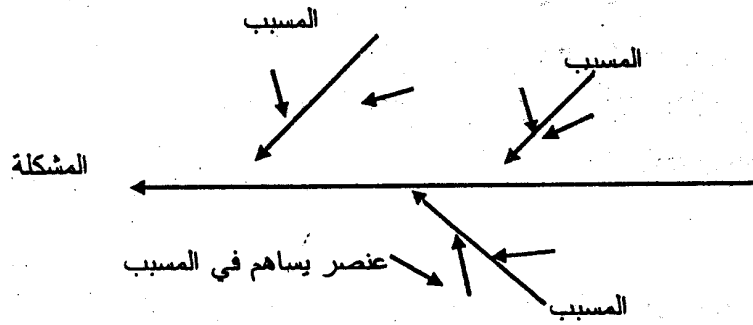 المسبب
المسبب
المشكلة
عنصر يساهم في المسبب
المسبب